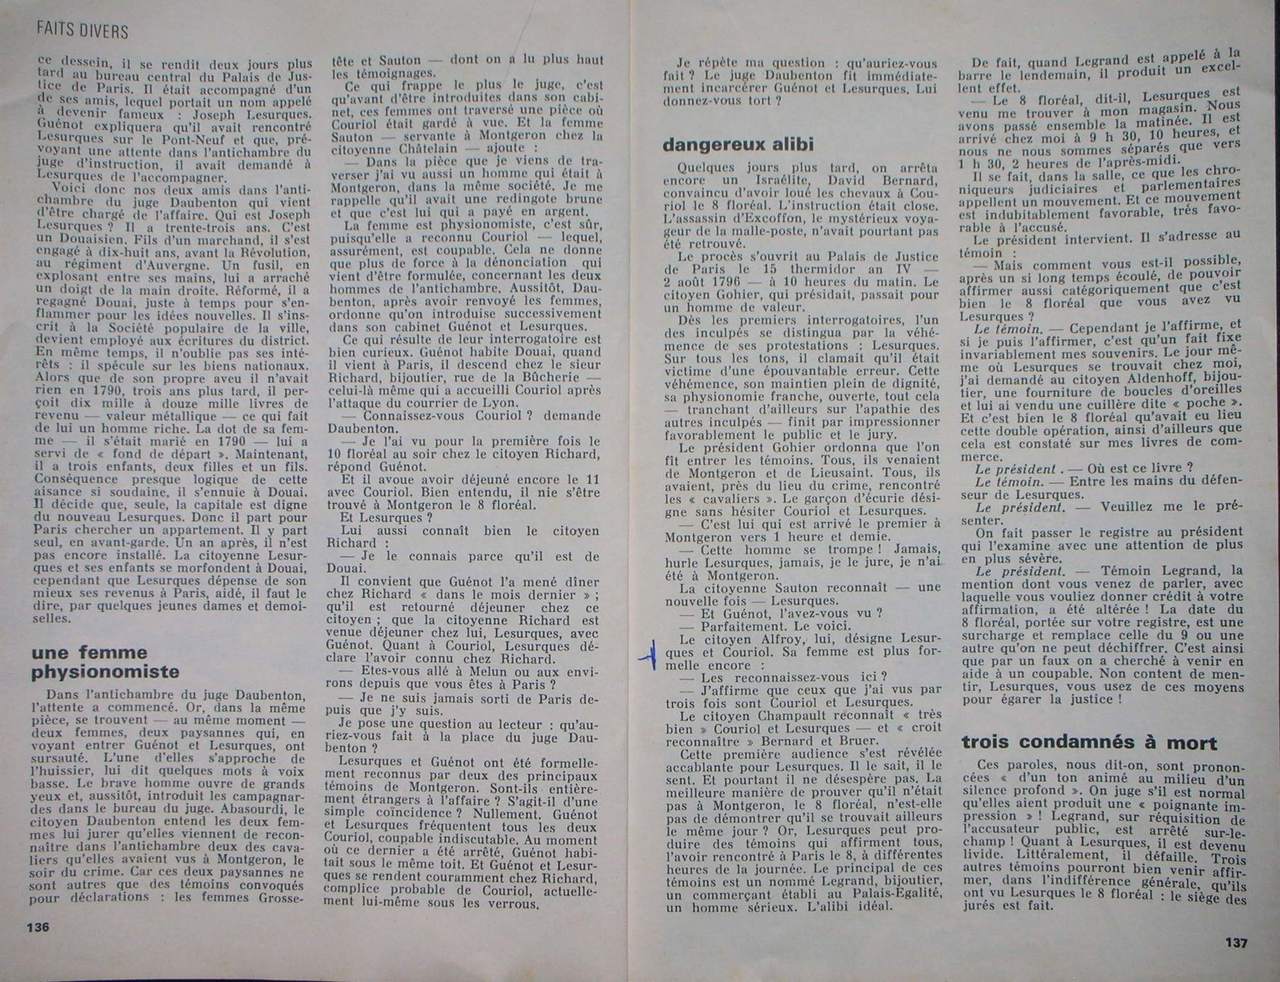 FAITS DIVERS
ce dessein, il se rendit deux jours plus
tard au bureau central du Palais de Jus-
tice de Paris. Il était accompagné d'un
de ses amis, lequel portait un nom appelé
à devenir fameux : Joseph Lesurques.
Guénot expliquera qu'il avait rencontré
Lesurques sur le Pont-Neuf et que, pré-
voyant une attente dans l'antichambre du
juge d'instruction, il avait demandé à
Lesurques de l'accompagner.
Voici donc nos deux amis dans l'anti-
chambre du juge Daubenton qui vient
d'être chargé de l'affaire. Qui est Joseph
Lesurques ? Il a trente-trois ans. C'est
un Douaisien. Fils d'un marchand, il s'est
engagé à dix-huit ans, avant la Révolution,
au régiment d'Auvergne. Un fusil, en
explosant entre ses mains, lui a arraché
un doigt de la main droite. Réformé, il a
regagné Douai, juste à temps pour s'en-
flammer pour les idées nouvelles. Il s'ins-
crit à la Société populaire de la ville,
devient employé aux écritures du district.
En même temps, il n'oublie pas ses inté-
rêts : il spécule sur les biens nationaux.
Alors que de son propre aveu il n'avait
rien en 1790, trois ans plus tard, il per-
çoit dix mille à douze mille livres de
revenu — valeur métallique — ce qui fait
de lui un homme riche. La dot de sa fem-
me — il s'était marié en 1790 — lui a
servi de « fond de départ ». Maintenant,
il a trois enfants, deux filles et un fils.
Conséquence presque logique de cette
aisance si soudaine, il s'ennuie à Douai.
Il décide que, seule, la capitale est digne
du nouveau Lesurques. Donc il part pour
Paris chercher un appartement. Il y part
seul, en avant-garde. Un an après, il n'est
pas encore installé. La citoyenne Lesur-
ques et ses enfants se morfondent à Douai,
cependant que Lesurques dépense de son
mieux ses revenus à Paris, aidé, il faut le
dire, par quelques jeunes dames et demoi-
selles.
une femme
physionomiste
Dans l'antichambre du juge Daubenton,
l'attente a commencé. Or, dans la même
pièce, se trouvent — au même moment —
deux femmes, deux paysannes qui, en
voyant entrer Guénot et Lesurques, ont
sursauté. L'une d'elles s'approche de
l'huissier, lui dit quelques mots à voix
basse. Le brave homme ouvre de grands
yeux et, aussitôt, introduit les campagnar-
des dans le bureau du juge. Abasourdi, le
citoyen Daubenton entend les deux fem-
mes lui jurer qu'elles viennent de recon-
naître dans l'antichambre deux des cava-
liers qu'elles avaient vus à Montgeron, le
soir du crime. Car ces deux paysannes ne
sont autres que des témoins convoqués
pour déclarations : les femmes Grosse-
136
tête et Sauton — dont on a lu plus haut
les témoignages.
Ce qui frappe le plus le juge, c'est
qu'avant d'être introduites dans son cabi-
net, ces femmes ont traversé une pièce où
Couriol était gardé à vue. Et la femme
Sauton — servante à Montgeron chez la
citoyenne Châtelain — ajoute :
— Dans la pièce que je viens de tra-
verser j'ai vu aussi un homme qui était à
Montgeron, dans la même société. Je me
rappelle qu'il avait une redingote brune
et que c'est lui qui a payé en argent.
La femme est physionomiste, c'est sûr,
puisqu'elle a reconnu Couriol — lequel,
assurément, est coupable. Cela ne donne
que plus de force à la dénonciation qui
vient d'être formulée, concernant les deux
hommes de l'antichambre. Aussitôt, Dau-
benton, après avoir renvoyé les femmes,
ordonne qu'on introduise successivement
dans son cabinet Guénot et Lesurques.
Ce qui résulte de leur interrogatoire est
bien curieux. Guénot habite Douai, quand
il vient à Paris, il descend chez le sieur
Richard, bijoutier, rue de la Bûcherie —
celui-là même qui a accueilli Couriol après
l'attaque du courrier de Lyon.
— Connaissez-vous Couriol ? demande
Daubenton.
— Je l'ai vu pour la première fois le
10 floréal au soir chez le citoyen Richard,
répond Guénot.
Et il avoue avoir déjeuné encore le 11
avec Couriol. Bien entendu, il nie s'être
trouvé à Montgeron le 8 floréal.
Et Lesurques ?
Lui aussi connaît bien le citoyen
Richard :
— Je le connais parce qu'il est de
Douai.
Il convient que Guénot l'a mené dîner
chez Richard « dans le mois dernier » ;
qu'il est retourné déjeuner chez ce
citoyen ; que la citoyenne Richard est
venue déjeuner chez lui, Lesurques, avec
Guénot. Quant à Couriol, Lesurques dé-
clare l'avoir connu chez Richard.
— Etes-vous allé à Melun ou aux envi-
rons depuis que vous êtes à Paris ?
— Je ne suis jamais sorti de Paris de-
puis que j'y suis.
Je pose une question au lecteur : qu'au-
riez-vous fait à la place du juge Dau-
benton ?
Lesurques et Guénot ont été formelle-
ment reconnus par deux des principaux
témoins de Montgeron. Sont-ils entière-
ment étrangers à l'affaire ? S'agit-il d'une
simple coïncidence ? Nullement. Guénot
et Lesurques fréquentent tous les deux
Couriol, coupable indiscutable. Au moment
où ce dernier a été arrêté, Guénot habi-
tait sous le même toit. Et Guénot et Lesur-
ques se rendent couramment chez Richard,
complice probable de Couriol, actuelle-
ment lui-même sous les verrous.
Je répète ma question : qu'auriez-vous
fait ? Le juge Daubenton fit immédiate-
ment incarcérer Guénot et Lesurques. Lui
donnez-vous tort ?
dangereux alibi
Quelques jours plus tard, on arrêta
encore un Israélite, David Bernard,
convaincu d'avoir loué les chevaux à Cou-
riol le 8 floréal. L'instruction était close.
L'assassin d'Excoffon, le mystérieux voya-
geur de la malle-poste, n'avait pourtant pas
été retrouvé.
Le procès s'ouvrit au Palais de Justice
de Paris le 15 thermidor an IV —
2 août 1796 — à 10 heures du matin. Le
citoyen Gohier, qui présidait, passait pour
un homme de valeur.
Dès les premiers interrogatoires, l'un
des inculpés se distingua par la véhé-
mence de ses protestations : Lesurques.
Sur tous les tons, il clamait qu'il était
victime d'une épouvantable erreur. Cette
véhémence, son maintien plein de dignité,
sa physionomie franche, ouverte, tout cela
— tranchant d'ailleurs sur l'apathie des
autres inculpés — finit par impressionner
favorablement le public et le jury.
Le président Gohier ordonna que l'on
fît entrer les témoins. Tous, ils venaient
de Montgeron et de Lieusaint. Tous, ils
avaient, près du lieu du crime, rencontré
les « cavaliers ». Le garçon d'écurie dési-
gne sans hésiter Couriol et Lesurques.
— C'est lui qui est arrivé le premier à
Montgeron vers 1 heure et demie.
— Cette homme se trompe ! Jamais,
hurle Lesurques, jamais, je le jure, je n'ai
été à Montgeron.
La citoyenne Sauton reconnaît — une
nouvelle fois — Lesurques.
— Et Guénot, l'avez-vous vu ?
— Parfaitement. Le voici.
Le citoyen Alfroy, lui, désigne Lesur-
ques et Couriol. Sa femme est plus for-
melle encore :
— Les reconnaissez-vous ici ?
— J'affirme que ceux que j'ai vus par
trois fois sont Couriol et Lesurques.
Le citoyen Champault reconnaît « très
bien » Couriol et Lesurques — et « croit
reconnaître » Bernard et Bruer.
Cette première audience s'est révélée
accablante pour Lesurques. Il le sait, il le
sent. Et pourtant il ne désespère pas. La
meilleure manière de prouver qu'il n'était
pas à Montgeron, le 8 floréal, n'est-elle
pas de démontrer qu'il se trouvait ailleurs
le même jour ? Or, Lesurques peut pro-
duire des témoins qui affirment tous,
l'avoir rencontré à Paris le 8, à différentes
heures de la journée. Le principal de ces
témoins est un nommé Legrand, bijoutier,
un commerçant établi au Palais-Egalité,
un homme sérieux. L'alibi idéal.
De fait, quand Legrand est appelé à la
barre le lendemain, il produit un excel-
lent effet.
— Le 8 floréal, dit-il, Lesurques est
venu me trouver à mon magasin. Nous
avons passé ensemble la matinée. Il est
arrivé chez moi à 9 h 30, 10 heures, et
nous ne nous sommes séparés que vers
1 h 30, 2 heures de l'après-midi.
Il se fait, dans la salle, ce que les chro-
niqueurs judiciaires et parlementaires
appellent un mouvement. Et ce mouvement
est indubitablement favorable, très favo-
rable à l'accusé.
Le président intervient. Il s'adresse au
témoin :
— Mais comment vous est-il possible,
après un si long temps écoulé, de pouvoir
affirmer aussi catégoriquement que c'est
bien le 8 floréal que vous avez vu
Lesurques ?
Le témoin. — Cependant je l'affirme, et
si je puis l'affirmer, c'est qu'un fait fixe
invariablement mes souvenirs. Le jour mê-
me où Lesurques se trouvait chez moi,
j'ai demandé au citoyen Aldenhoff, bijou-
tier, une fourniture de boucles d'oreilles
et lui ai vendu une cuillère dite « poche ».
Et c'est bien le 8 floréal qu'avait eu lieu
cette double opération, ainsi d'ailleurs que
cela est constaté sur mes livres de com-
merce.
Le président. — Où est ce livre ?
Le témoin. — Entre les mains du défen-
seur de Lesurques.
Le président. — Veuillez me le pré-
senter.
On fait passer le registre au président
qui l'examine avec une attention de plus
en plus sévère.
Le président. — Témoin Legrand, la
mention dont vous venez de parler, avec
laquelle vous vouliez donner crédit à votre
affirmation, a été altérée ! La date du
8 floréal, portée sur votre registre, est une
surcharge et remplace celle du 9 ou une
autre qu'on ne peut déchiffrer. C'est ainsi
que par un faux on a cherché à venir en
aide à un coupable. Non content de men-
tir, Lesurques, vous usez de ces moyens
pour égarer la justice !
trois condamnés à mort
Ces paroles, nous dit-on, sont pronon-
cées « d'un ton animé au milieu d'un
silence profond ». On juge s'il est normal
qu'elles aient produit une « poignante im-
pression » ! Legrand, sur réquisition de
l'accusateur public, est arrêté sur-le-
champ ! Quant à Lesurques, il est devenu
livide. Littéralement, il défaille. Trois
autres témoins pourront bien venir affir-
mer, dans l'indifférence générale, qu'ils
ont vu Lesurques le 8 floréal : le siège des
jurés est fait.
137